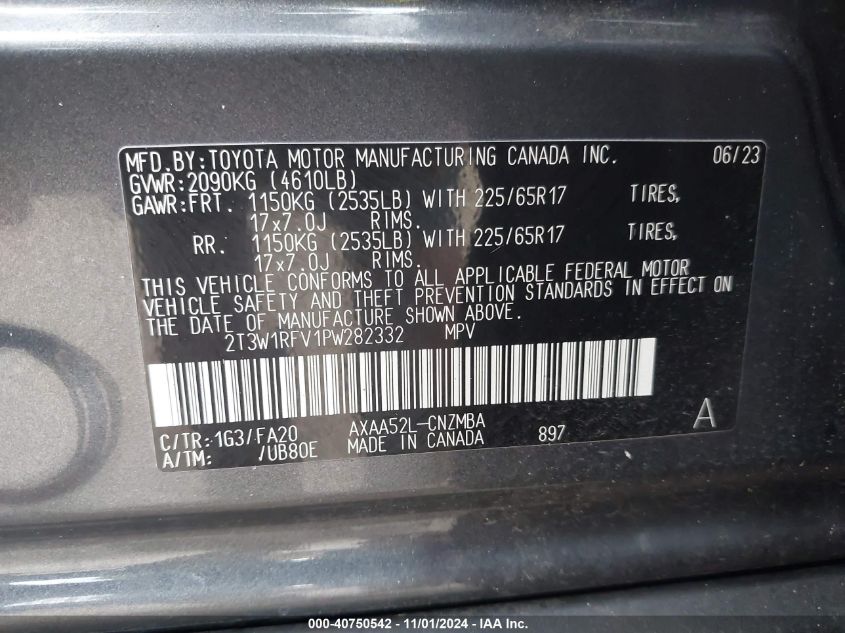 MFD. BY: TOYOTA MOTOR MANUFACTURING CANADA INC. 06/23
GVWR: 2090KG (4610LB)
GAWR: FRT. 1150KG (2535LB) WITH 225/65R17 TIRES,
17x7.0J RIMS.
RR. 1150KG (2535LB) WITH 225/65R17 TIRES,
17x7.0J RIMS.
THIS VEHICLE CONFORMS TO ALL APPLICABLE FEDERAL MOTOR
VEHICLE SAFETY AND THEFT PREVENTION STANDARDS IN EFFECT ON
THE DATE OF MANUFACTURE SHOWN ABOVE.
2T3W1RFV1PW282332 MPV
C/TR: 1G3/FA20 AXAA52L-CNZMBA A
A/TM: /UB80E MADE IN CANADA 897
000-40750542 - 11/01/2024 - IAA Inc.